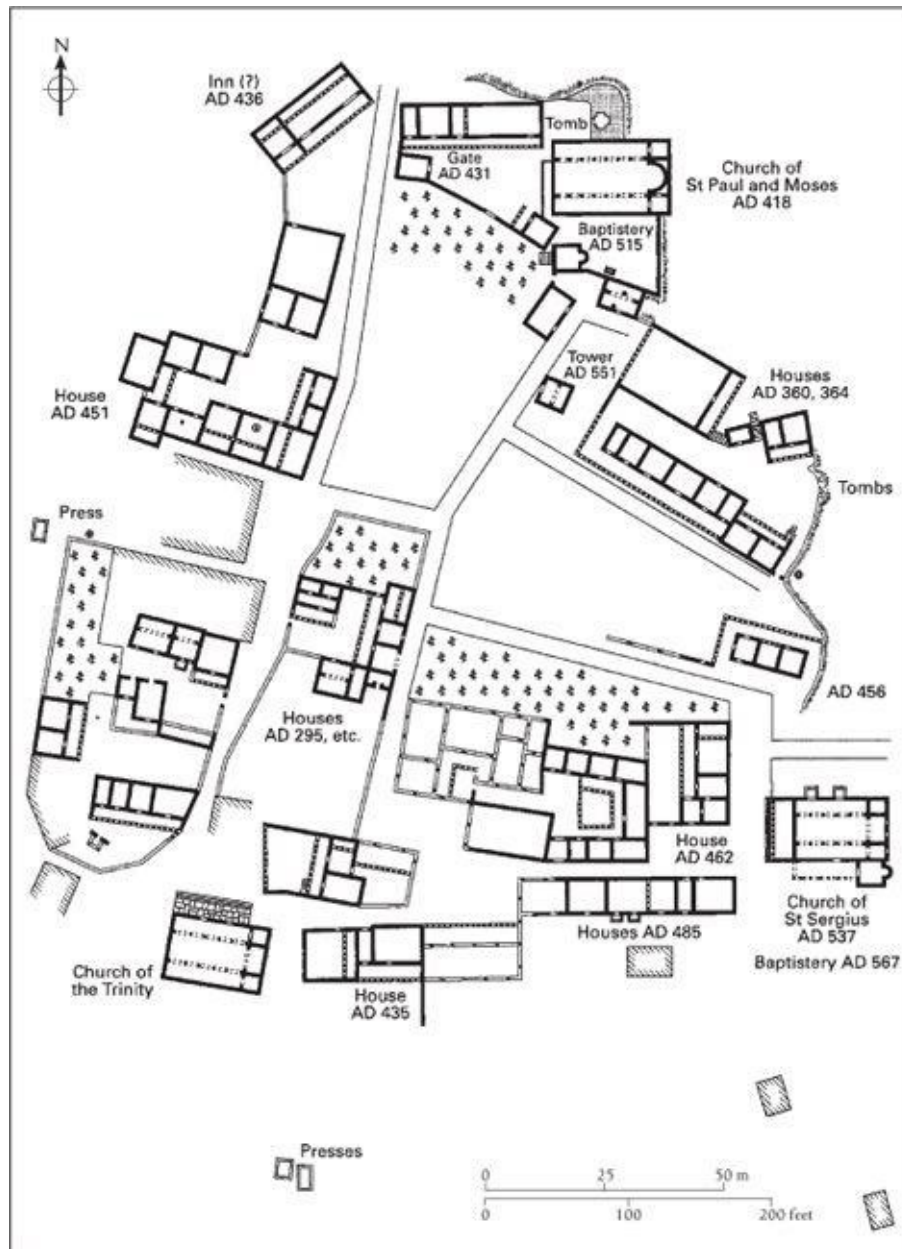 N
Inn (?)
AD 436
Tomb
Gate
AD 431
Church of
St Paul and Moses
AD 418
Baptistery
AD 515
Tower
AD 551
Houses
AD 360, 364
House
AD 451
Tombs
Press
AD 456
Houses
AD 295, etc.
House
AD 462
Church of
St Sergius
AD 537
Baptistery AD 567
Houses AD 485
Church of
the Trinity
House
AD 435
Presses
0 25 50 m
0 100 200 feet